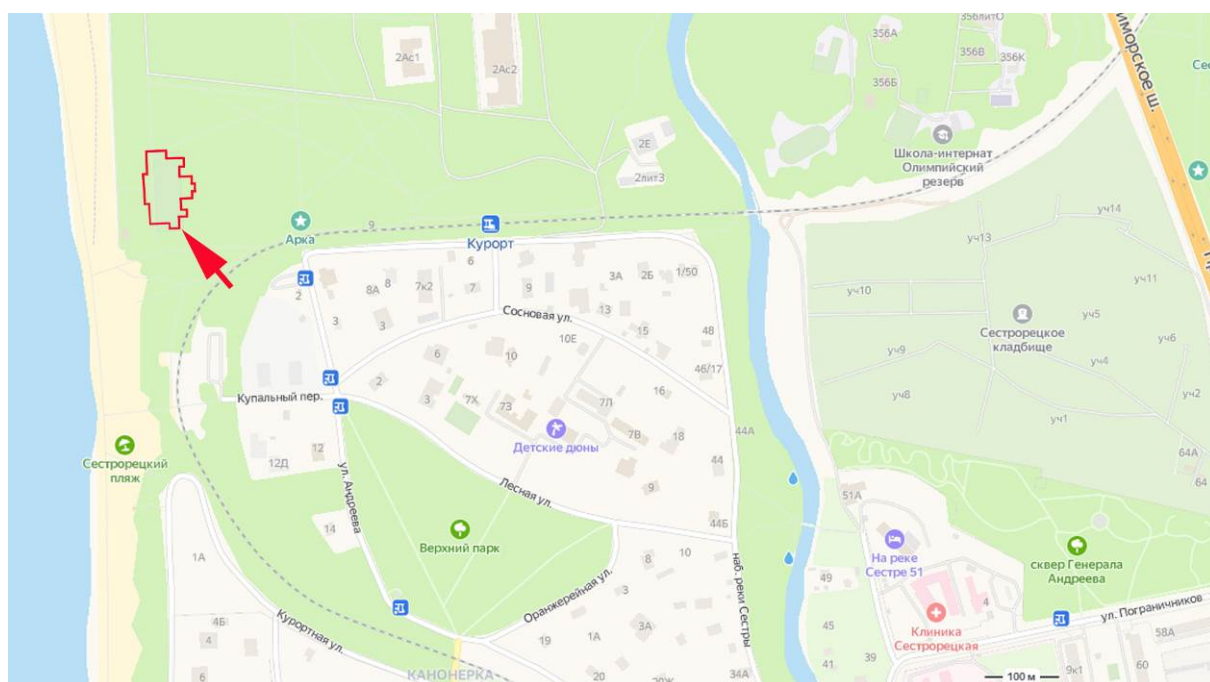 356литО
356А
356В
356К
356Б
2Ас1
2Ас2
Школа-интернат
Олимпийский
резерв
2Е
2лит3
Арка
9
Курорт
6
8А
8
7к2
7
9
3А
2Б
1/50
2
3
3
13
Сосновая ул.
15
48
10Е
6
10
46/17
2
16
3
7Х
73
7Л
Купальный пер.
Детские дюны
7В
18
44А
44
Сестрорецкий
пляж
12
12Д
ул. Андреева
Лесная ул.
9
14
44Б
Верхний парк
1А
8
10
Оранжерейная ул.
3
наб. реки Сестры
4Б
4
Курортная ул.
19
1А
3А
6
КАНОНЕРКА
20
34А
уч14
уч13
уч11
уч10
уч5
Сестрорецкое
кладбище
уч6
уч9
уч4
уч8
уч2
уч1
64А
64
51А
На реке
Сестре 51
сквер Генерала
Андреева
49
4
ул. Пограничников
45
Клиника
Сестрорецкая
58А
39
41
9к1
60
100 м